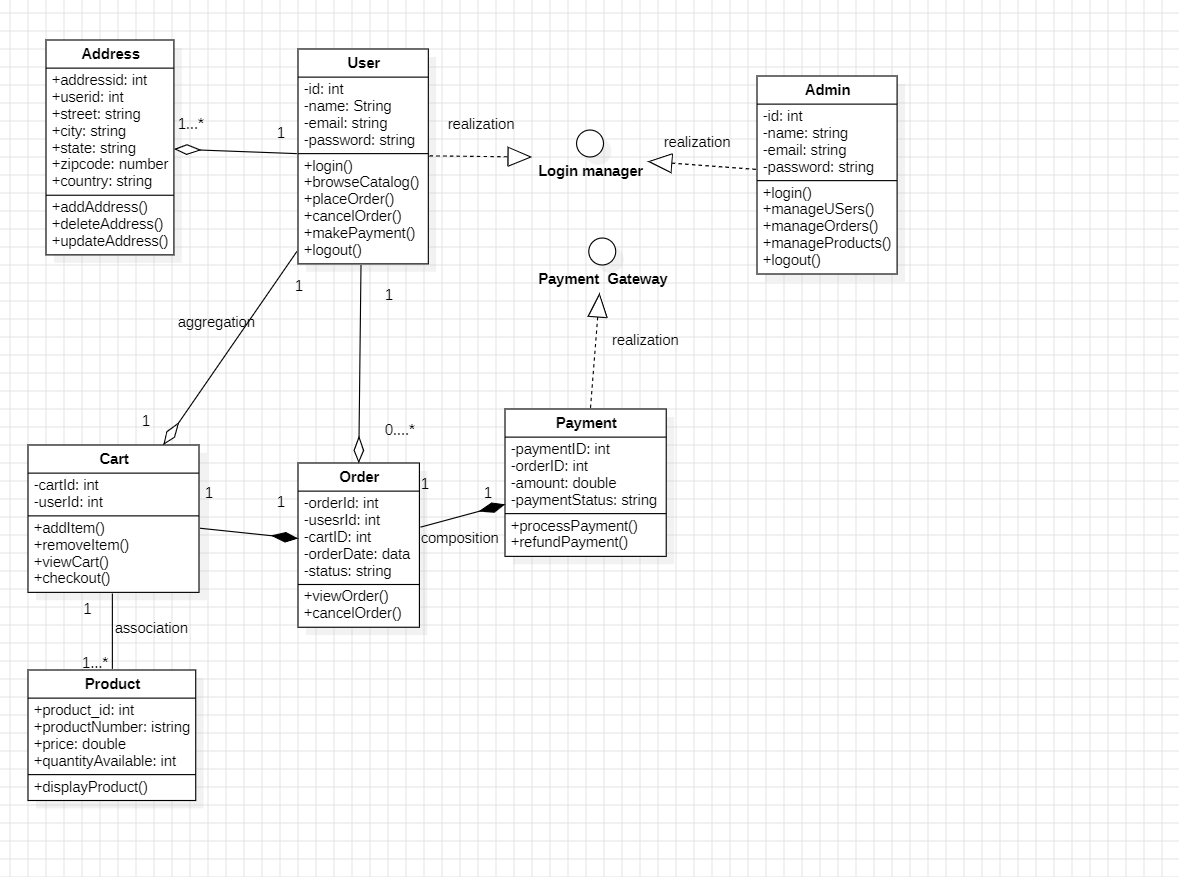 Address
+addressid: int
+userid: int
+street: string
+city: string
+state: string
+zipcode: number
+country: string
+addAddress()
+deleteAddress()
+updateAddress()
1...*
1
User
-id: int
-name: String
-email: string
-password: string
+login()
+browseCatalog()
+placeOrder()
+cancelOrder()
+makePayment()
+logout()
realization
Login manager
realization
Admin
-id: int
-name: string
-email: string
-password: string
+login()
+manageUSers()
+manageOrders()
+manageProducts()
+logout()
Payment Gateway
realization
1
1
aggregation
1
0....*
Cart
-cartId: int
-userId: int
+addItem()
+removeItem()
+viewCart()
+checkout()
1
1
Order
-orderId: int
-usesrId: int
-cartID: int
-orderDate: data
-status: string
+viewOrder()
+cancelOrder()
1
1
composition
Payment
-paymentID: int
-orderID: int
-amount: double
-paymentStatus: string
+processPayment()
+refundPayment()
1
association
1...*
Product
+product_id: int
+productNumber: istring
+price: double
+quantityAvailable: int
+displayProduct()